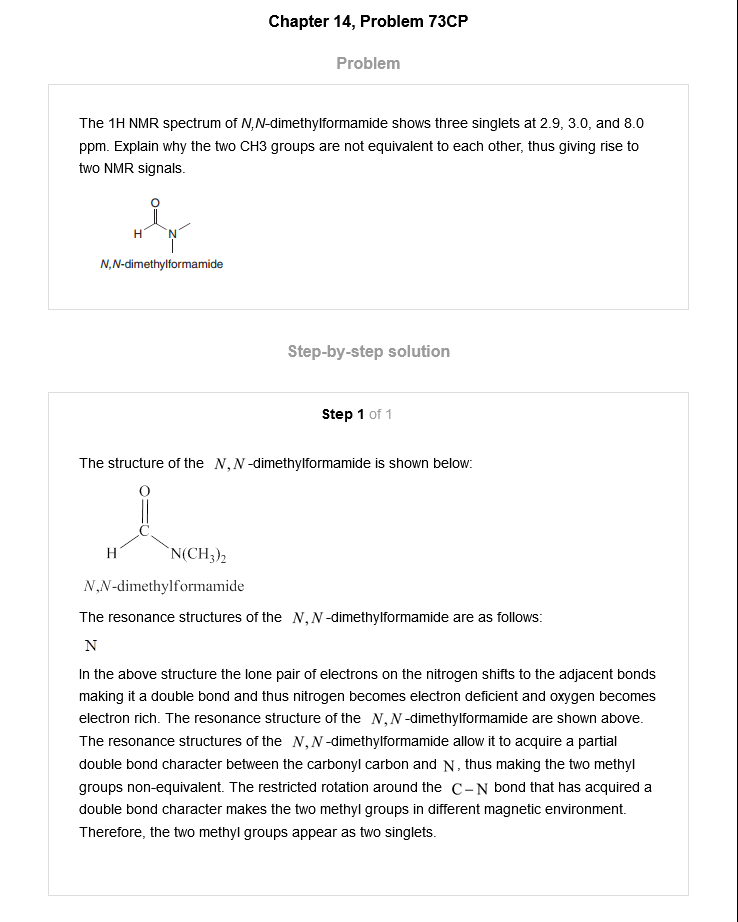 Chapter 14, Problem 73CP
Problem
The 1H NMR spectrum of N,N-dimethylformamide shows three singlets at 2.9, 3.0, and 8.0
ppm. Explain why the two CH3 groups are not equivalent to each other, thus giving rise to
two NMR signals.
O
H N
N,N-dimethylformamide
Step-by-step solution
Step 1 of 1
The structure of the N,N-dimethylformamide is shown below:
O
C
H N(CH₃)₂
N,N-dimethylformamide
The resonance structures of the N,N-dimethylformamide are as follows:
N
In the above structure the lone pair of electrons on the nitrogen shifts to the adjacent bonds
making it a double bond and thus nitrogen becomes electron deficient and oxygen becomes
electron rich. The resonance structure of the N,N-dimethylformamide are shown above.
The resonance structures of the N,N-dimethylformamide allow it to acquire a partial
double bond character between the carbonyl carbon and N, thus making the two methyl
groups non-equivalent. The restricted rotation around the C–N bond that has acquired a
double bond character makes the two methyl groups in different magnetic environment.
Therefore, the two methyl groups appear as two singlets.